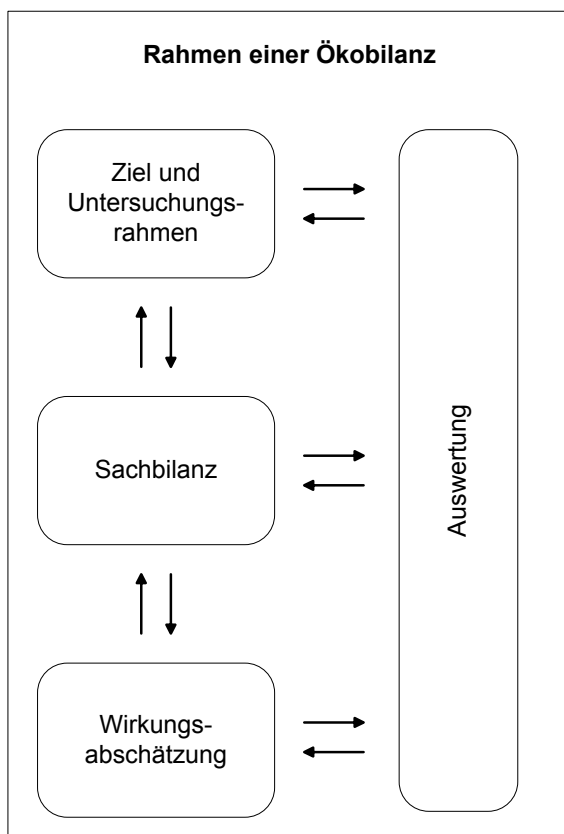 Rahmen einer Ökobilanz
Ziel und
Untersuchungs-
rahmen
Sachbilanz
Wirkungs-
abschätzung
Auswertung